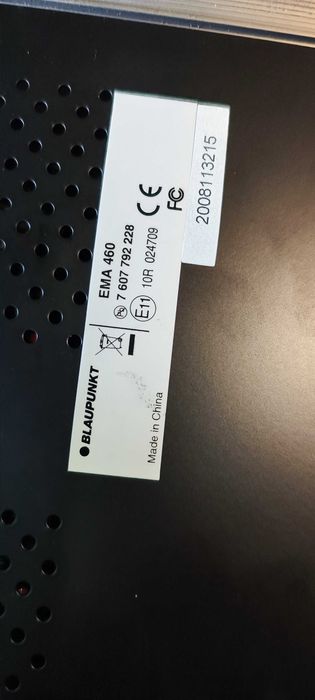 BLAUPUNKT
EMA 460
7 607 792 228
E11 10R 024709
CE
FC
Made in China
2008113215